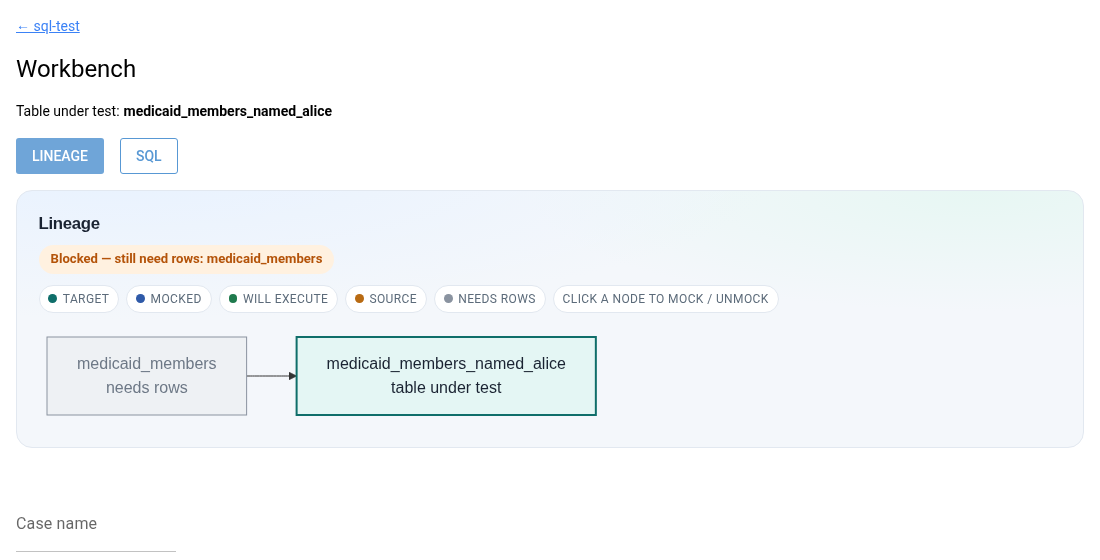 ← sql-test
Workbench
Table under test: medicaid_members_named_alice
LINEAGE
SQL
Lineage
Blocked — still need rows: medicaid_members
TARGET
MOCKED
WILL EXECUTE
SOURCE
NEEDS ROWS
CLICK A NODE TO MOCK / UNMOCK
medicaid_members
needs rows
medicaid_members_named_alice
table under test
Case name